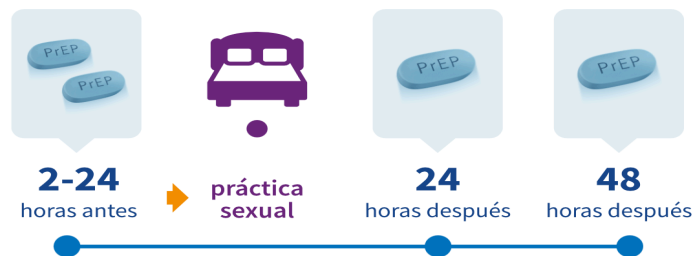 PrEP
PrEP
2-24
horas antes
práctica
sexual
PrEP
24
horas después
PrEP
48
horas después